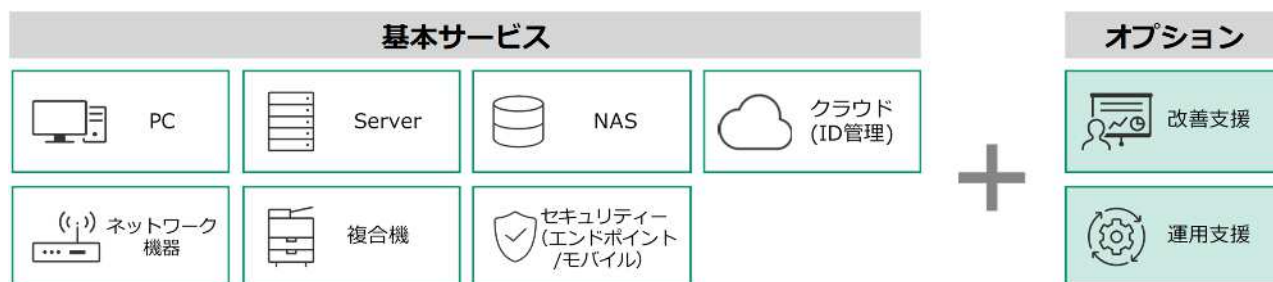 基本サービス
オプション
PC
Server
NAS
クラウド
(ID管理)
改善支援
ネットワーク
機器
複合機
セキュリティー
(エンドポイント
/モバイル)
運用支援